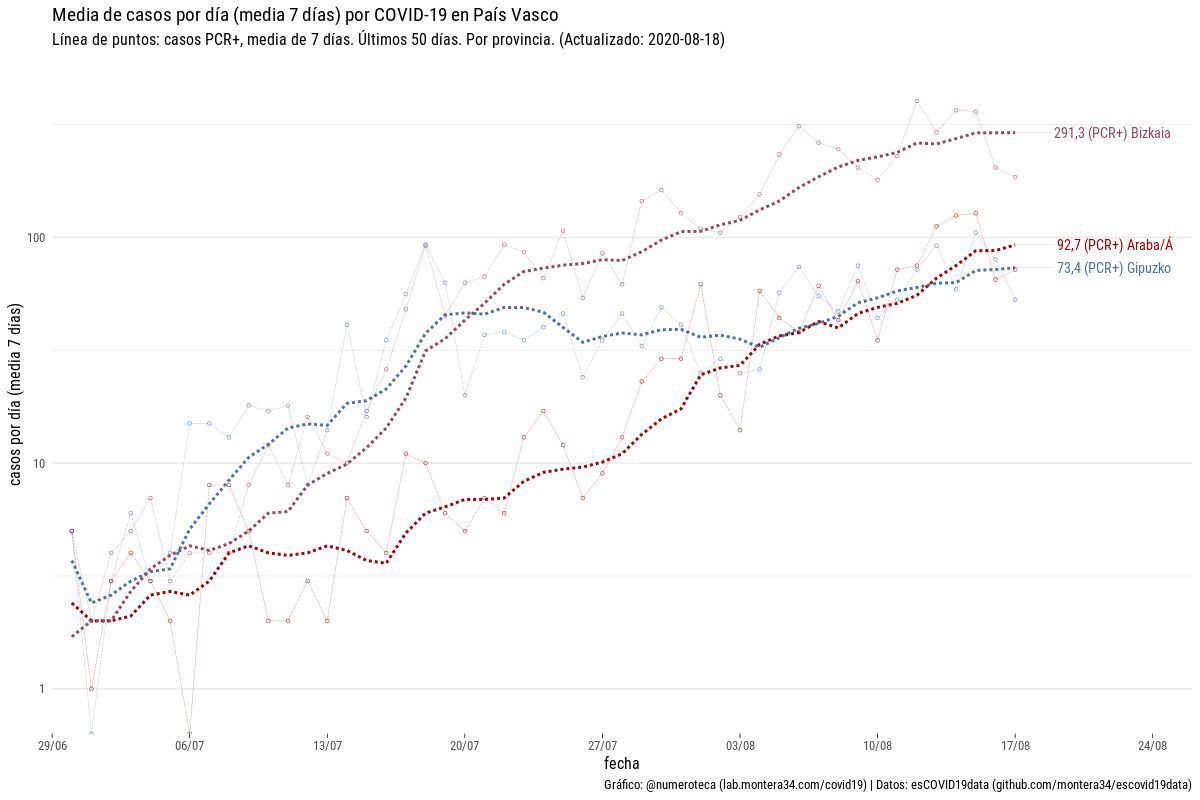 Media de casos por día (media 7 días) por COVID-19 en País Vasco
Línea de puntos: casos PCR+, media de 7 días. Últimos 50 días. Por provincia. (Actualizado: 2020-08-18)
casos por día (media 7 días)
100
10
1
291,3 (PCR+) Bizkaia
92,7 (PCR+) Araba/Á
73,4 (PCR+) Gipuzko
29/06
06/07
13/07
20/07
27/07
03/08
10/08
17/08
24/08
fecha
Gráfico: @numeroteca (lab.montera34.com/covid19) | Datos: esCOVID19data (github.com/montera34/escovid19data)